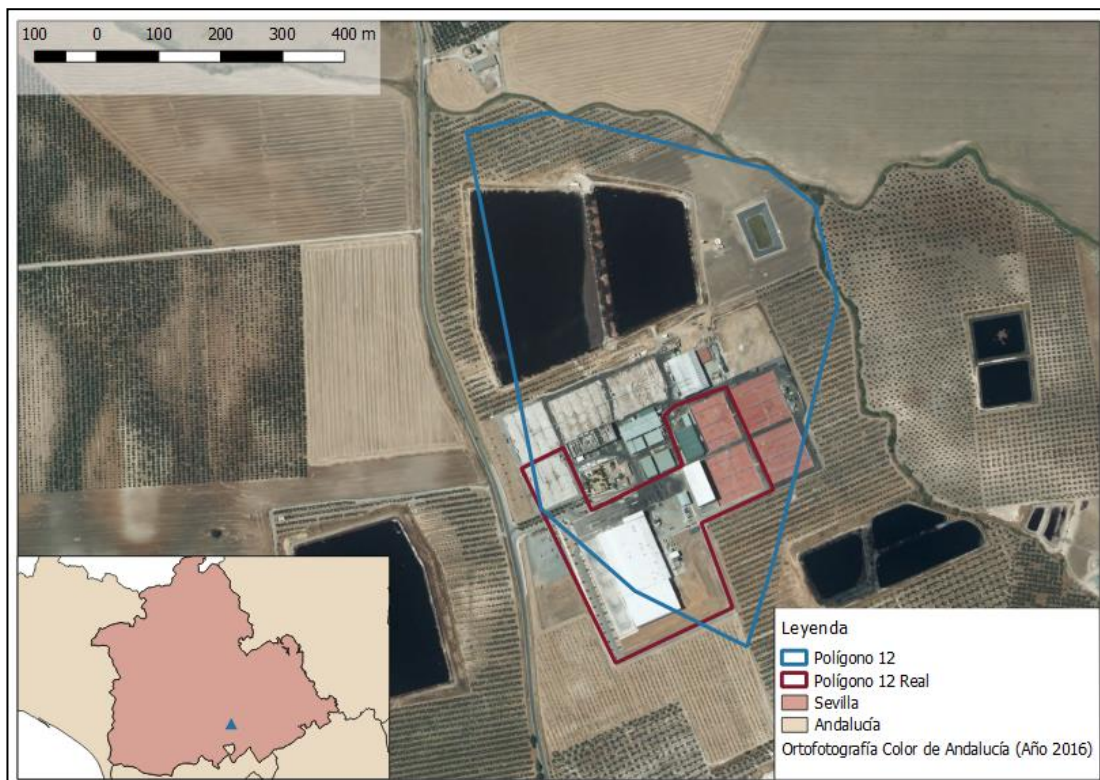 100 0 100 200 300 400 m
Leyenda
Polígono 12
Polígono 12 Real
Sevilla
Andalucía
Ortofotografía Color de Andalucía (Año 2016)